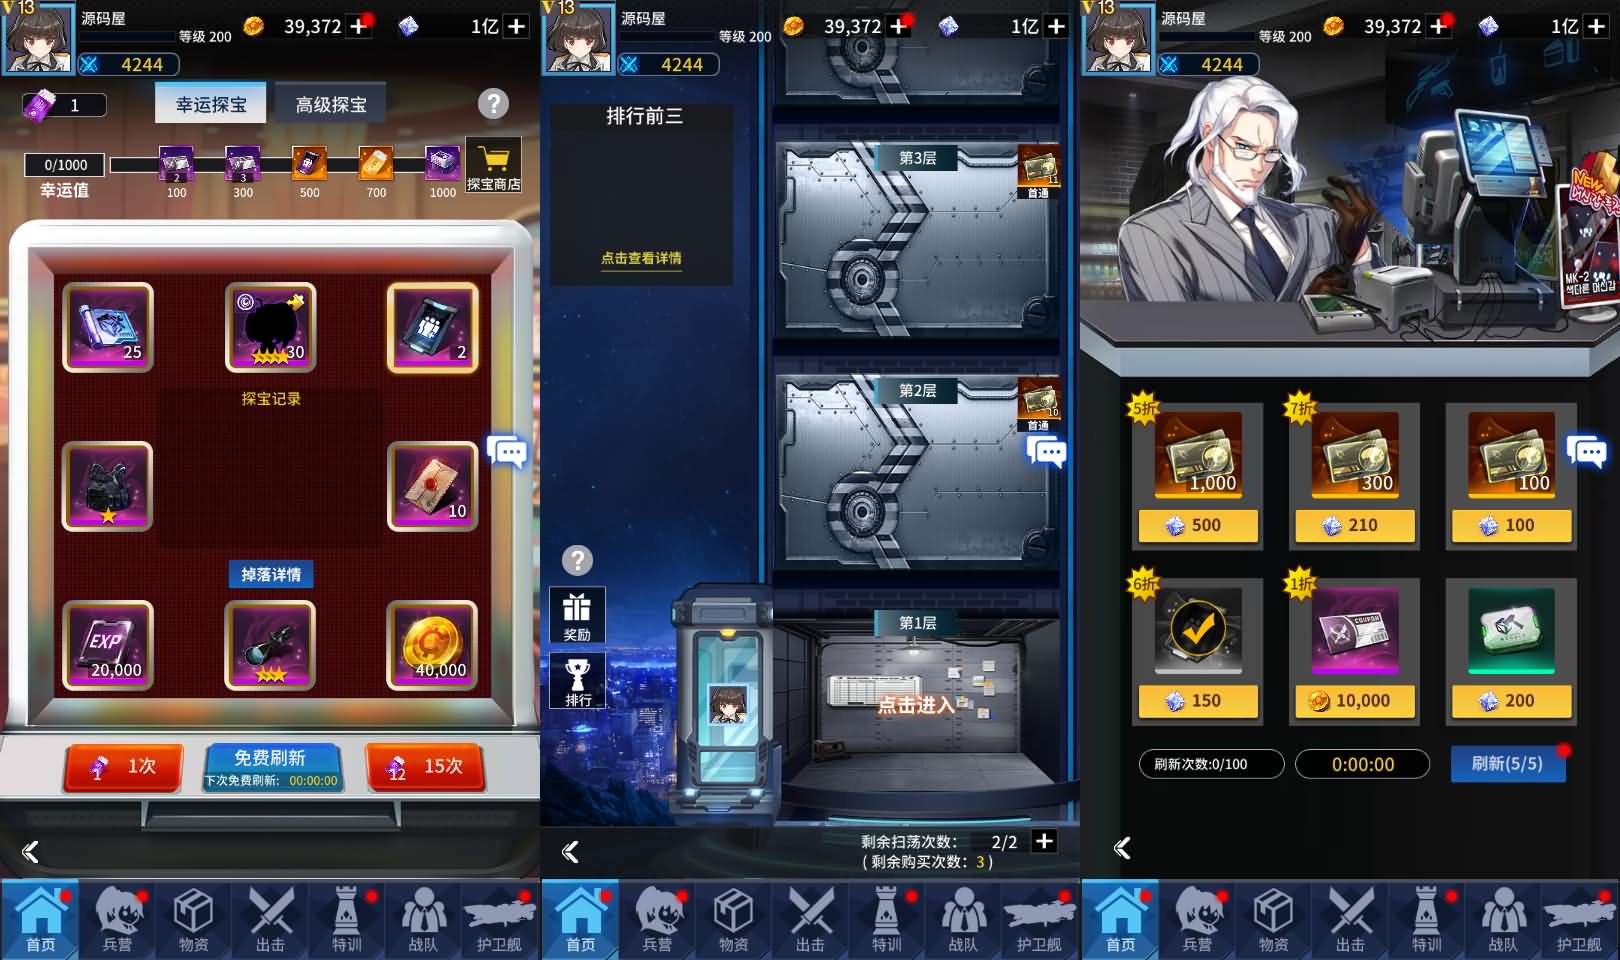 V13
源码屋
等级 200
39,372
1亿
4244
1
幸运探宝
高级探宝
?
0/1000
幸运值
2
3
100
300
500
700
1000
探宝商店
25
30
2
探宝记录
10
掉落详情
EXP
20,000
40,000
1
1次
免费刷新
下次免费刷新: 00:00:00
12
15次
首页
兵营
物资
出击
特训
战队
护卫舰
V13
源码屋
等级 200
39,372
1亿
4244
排行前三
点击查看详情
第3层
11
首通
第2层
10
首通
?
奖励
排行
第1层
点击进入
剩余扫荡次数: 2/2
(剩余购买次数: 3)
首页
兵营
物资
出击
特训
战队
护卫舰
V13
源码屋
等级 200
39,372
1亿
4244
NEW
MK-2
5折
1,000
500
7折
300
210
100
100
6折
150
1折
COUPON
10,000
200
刷新次数:0/100
0:00:00
刷新(5/5)
首页
兵营
物资
出击
特训
战队
护卫舰